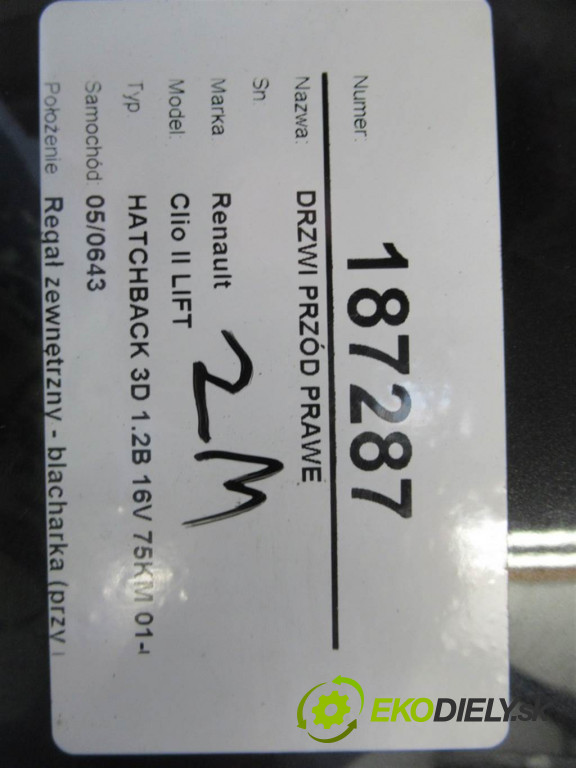 Numer: 187287
Nazwa: DRZWI PRZÓD PRAWE
Sn:
Marka Renault
Model: Clio II LIFT
Typ HATCHBACK 3D 1.2B 16V 75KM 01-
Samochód: 05/0643
Położenie Regał zewnętrzny - blacharka (przy
2M
EKODIELY.sk